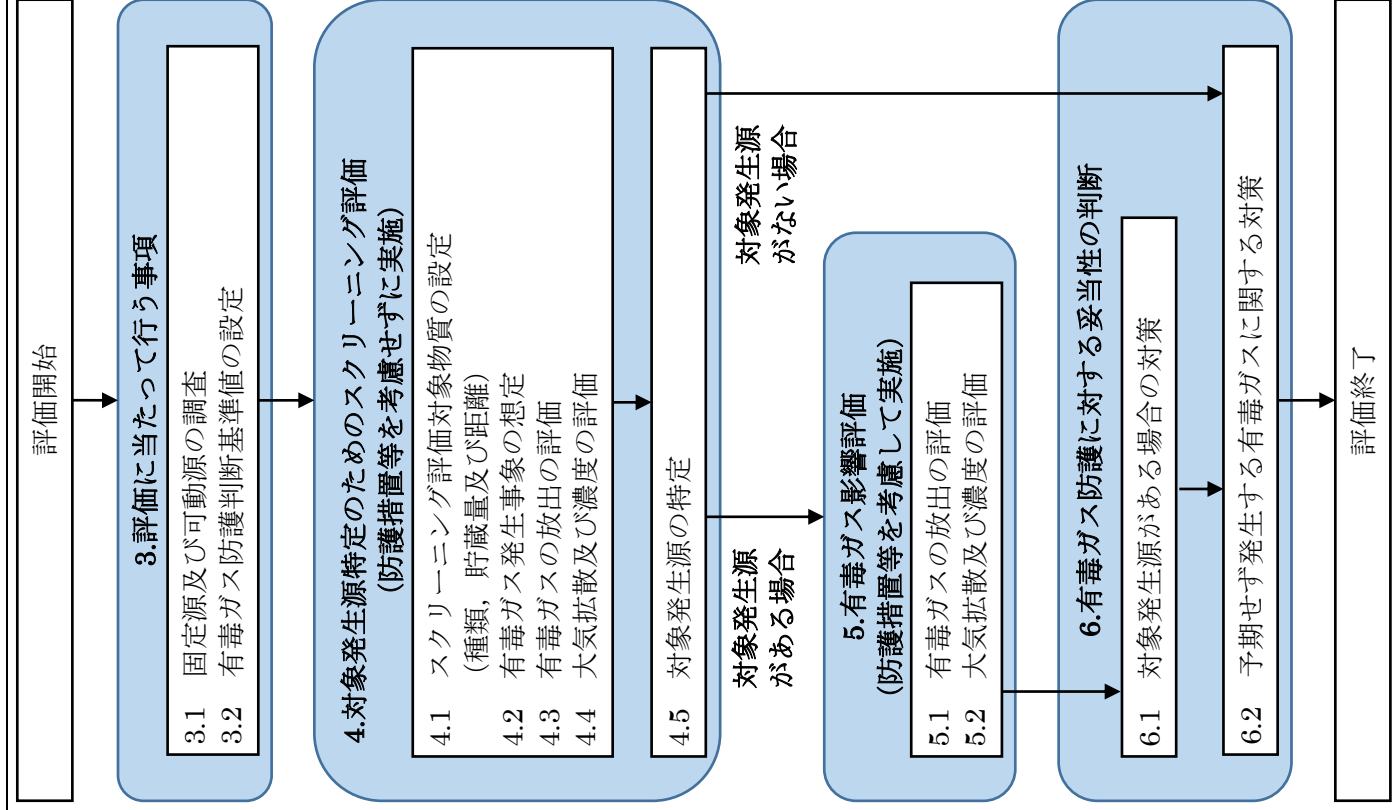 評価開始
3.評価に当たって行う事項
3.1 固定源及び可動源の調査
3.2 有毒ガス防護判断基準値の設定
4.対象発生源特定のためのスクリーニング評価
(防護措置等を考慮せずに実施)
4.1 スクリーニング評価対象物質の設定
(種類，貯蔵量及び距離)
4.2 有毒ガス発生事象の想定
4.3 有毒ガスの放出の評価
4.4 大気拡散及び濃度の評価
4.5 対象発生源の特定
対象発生源
がある場合
対象発生源
がない場合
5.有毒ガス影響評価
(防護措置等を考慮して実施)
5.1 有毒ガスの放出の評価
5.2 大気拡散及び濃度の評価
6.有毒ガス防護に対する妥当性の判断
6.1 対象発生源がある場合の対策
6.2 予期せず発生する有毒ガスに関する対策
評価終了